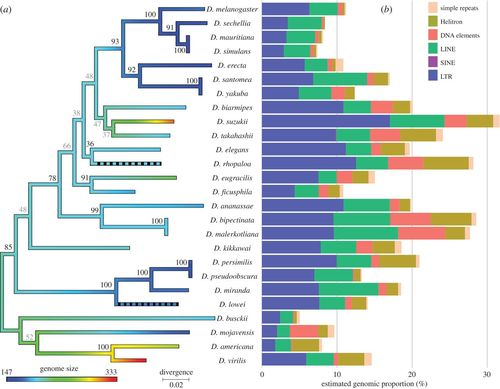 (a)
(b)
D. melanogaster
D. sechellia
D. mauritiana
D. simulans
D. erecta
D. santomea
D. yakuba
D. biarmipes
D. suzukii
D. takahashii
D. elegans
D. rhopaloa
D. eugracilis
D. ficusphila
D. ananassae
D. bipectinata
D. malerkotliana
D. kikkawai
D. persimilis
D. pseudoobscura
D. miranda
D. lowei
D. busckii
D. mojavensis
D. americana
D. virilis
100
91
100
93
92
100
48
38
47
37
66
36
91
78
99
100
48
85
100
100
100
52
100
genome size
147
333
divergence
0.02
simple repeats
Helitron
DNA elements
LINE
SINE
LTR
0
10
20
30
estimated genomic proportion (%)